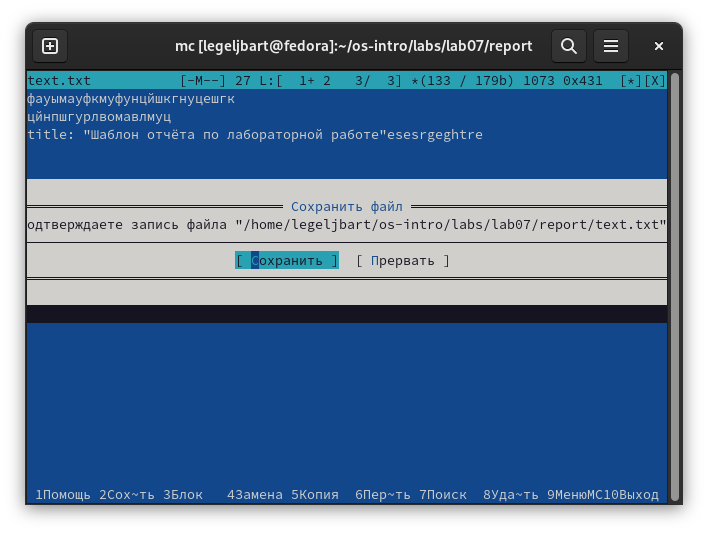 mc [legeljbart@fedora]:~/os-intro/labs/lab07/report
text.txt [-M--] 27 L:[ 1+ 2 3/ 3] *(133 / 179b) 1073 0x431 [*][X]
фауымауфкмуфунцйшкгнуцешгк
цйнпшгурлвомавлмуц
title: "Шаблон отчёта по лабораторной работе"esesrgeghtre
Сохранить файл
одтверждаете запись файла "/home/legeljbart/os-intro/labs/lab07/report/text.txt"
[ Сохранить ] [ Прервать ]
1Помощь 2Сох~ть 3Блок 4Замена 5Копия 6Пер~ть 7Поиск 8Уда~ть 9МенюMC10Выход